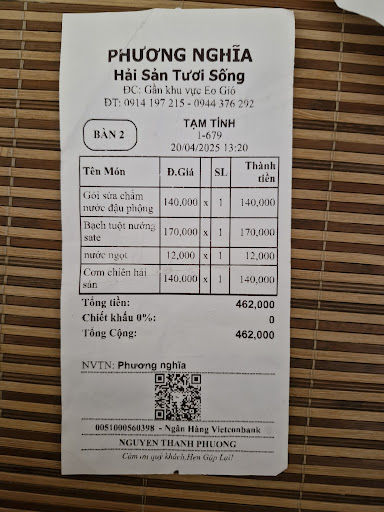 PHƯƠNG NGHĨA
Hải Sản Tươi Sống
ĐC: Gần khu vực Eo Gió
ĐT: 0914 197 215 - 0944 376 292
BÀN 2
TẠM TÍNH
1-679
20/04/2025 13:20
Tên Món Đ.Giá SL Thành tiền
Gỏi sứa chấm nước đậu phộng 140,000 x 1 140,000
Bạch tuột nướng sate 170,000 x 1 170,000
nước ngọt 12,000 x 1 12,000
Cơm chiên hải sản 140,000 x 1 140,000
Tổng tiền: 462,000
Chiết khấu 0%: 0
Tổng Cộng: 462,000
NVTN: Phương nghĩa
0051000560398 - Ngân Hàng Vietconbank
NGUYEN THANH PHUONG
Cảm ơn quý khách,Hẹn Gặp Lại!